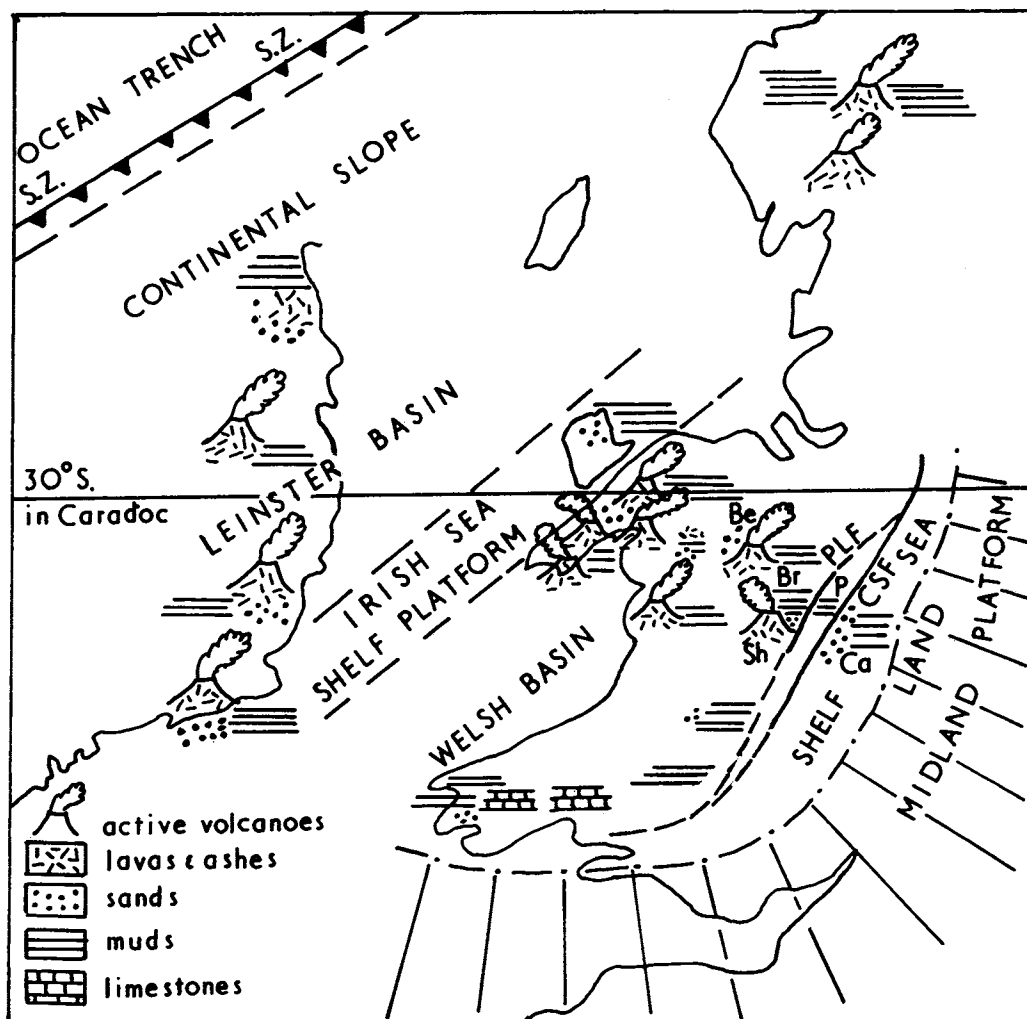 OCEAN TRENCH
S.Z.
S.Z.
CONTINENTAL SLOPE
LEINSTER BASIN
30°S.
in Caradoc
IRISH SEA
SHELF PLATFORM
WELSH BASIN
Be
Br
PLF
P
CSF
SEA
Sh
Ca
SHELF
LAND
MIDLAND
PLATFORM
active volcanoes
lavas & ashes
sands
muds
limestones